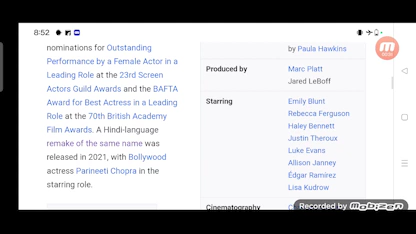 8:52
nominations for Outstanding
Performance by a Female Actor in a
Leading Role at the 23rd Screen
Actors Guild Awards and the BAFTA
Award for Best Actress in a Leading
Role at the 70th British Academy
Film Awards. A Hindi-language
remake of the same name was
released in 2021, with Bollywood
actress Parineeti Chopra in the
starring role.
by Paula Hawkins
Produced by Marc Platt
Jared LeBoff
Starring Emily Blunt
Rebecca Ferguson
Haley Bennett
Justin Theroux
Luke Evans
Allison Janney
Édgar Ramírez
Lisa Kudrow
Cinematography
Recorded by Mobizen